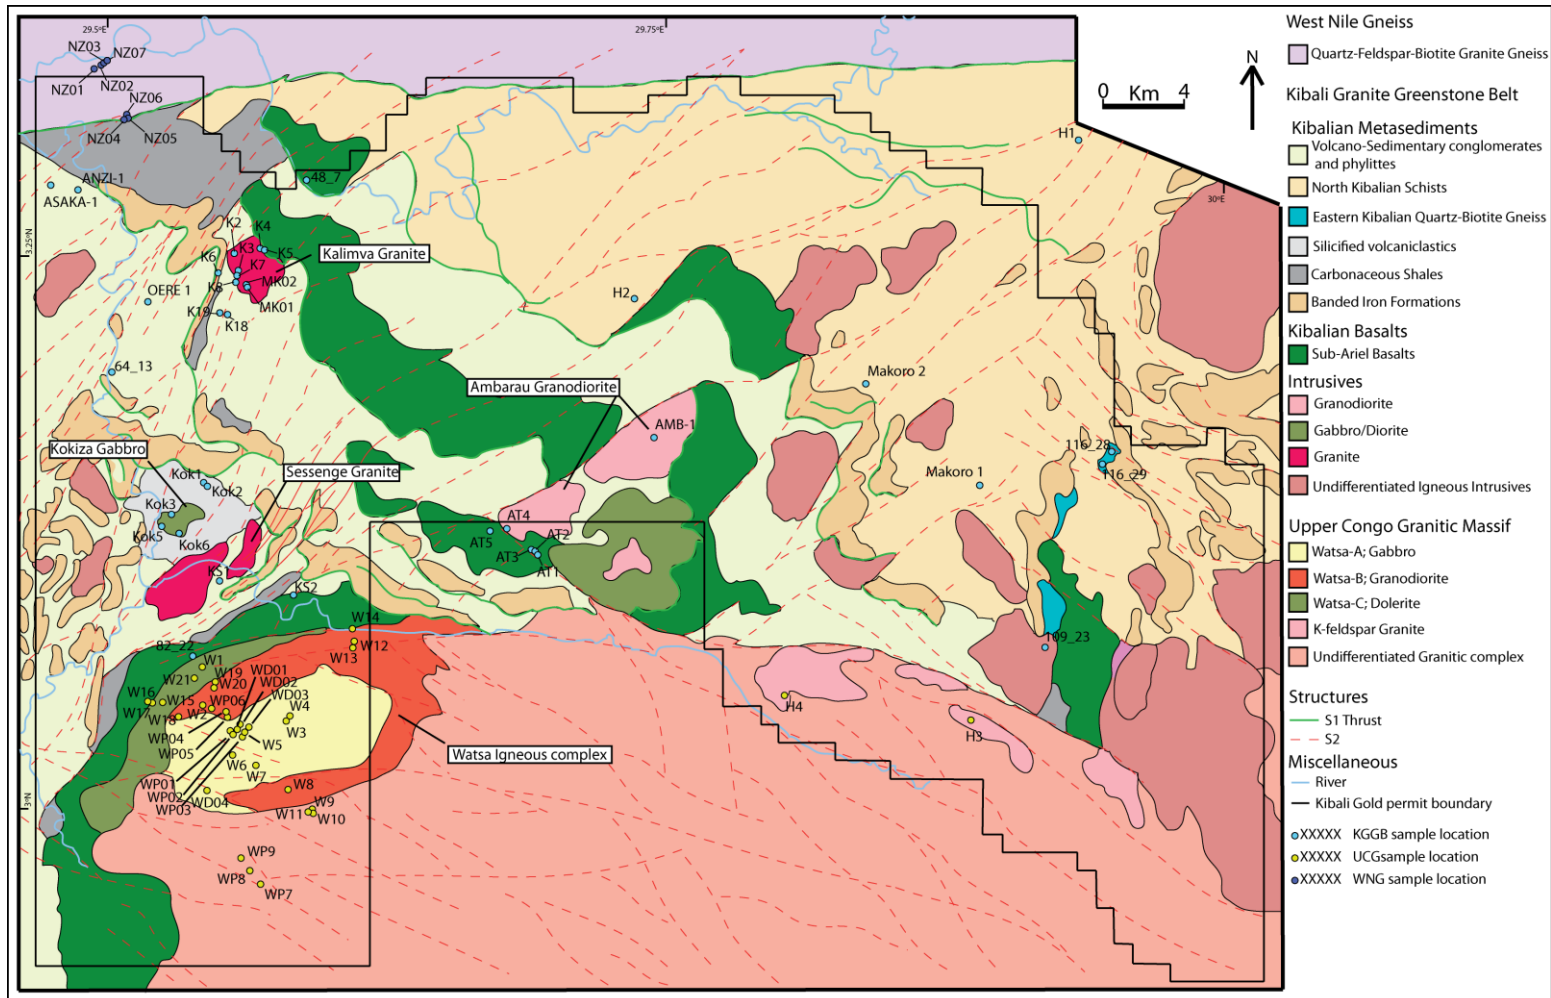 29.5ºE
29.75ºE
30ºE
3.25ºN
3ºN
NZ03
NZ07
NZ01
NZ02
NZ06
NZ04
NZ05
ANZI-1
ASAKA-1
48_7
H1
K2
K4
K3
K5
K6
K7
K8
MK02
MK01
Kalimva Granite
OERE 1
K19
K18
H2
64_13
Makoro 2
Ambarau Granodiorite
AMB-1
Kokiza Gabbro
Sessenge Granite
Kok1
Kok2
Kok3
Kok5
Kok6
116_28
116_29
Makoro 1
AT4
AT5
AT2
AT3
AT1
KS1
KS2
W14
W12
W13
82_22
W1
WD01
W21
W19
WD02
W20
WD03
W16
W15
WP06
W4
W17
W18
W2
W3
WP04
W5
WP05
W6
W7
WP01
WP02
WD04
WP03
W8
W9
W11
W10
Watsa Igneous complex
WP9
WP8
WP7
109_23
H4
H3
0 Km 4
N
West Nile Gneiss
Quartz-Feldspar-Biotite Granite Gneiss
Kibali Granite Greenstone Belt
Kibalian Metasediments
Volcano-Sedimentary conglomerates
and phylittes
North Kibalian Schists
Eastern Kibalian Quartz-Biotite Gneiss
Silicified volcaniclastics
Carbonaceous Shales
Banded Iron Formations
Kibalian Basalts
Sub-Ariel Basalts
Intrusives
Granodiorite
Gabbro/Diorite
Granite
Undifferentiated Igneous Intrusives
Upper Congo Granitic Massif
Watsa-A; Gabbro
Watsa-B; Granodiorite
Watsa-C; Dolerite
K-feldspar Granite
Undifferentiated Granitic complex
Structures
S1 Thrust
S2
Miscellaneous
River
Kibali Gold permit boundary
XXXXX KGGB sample location
XXXXX UCGsample location
XXXXX WNG sample location